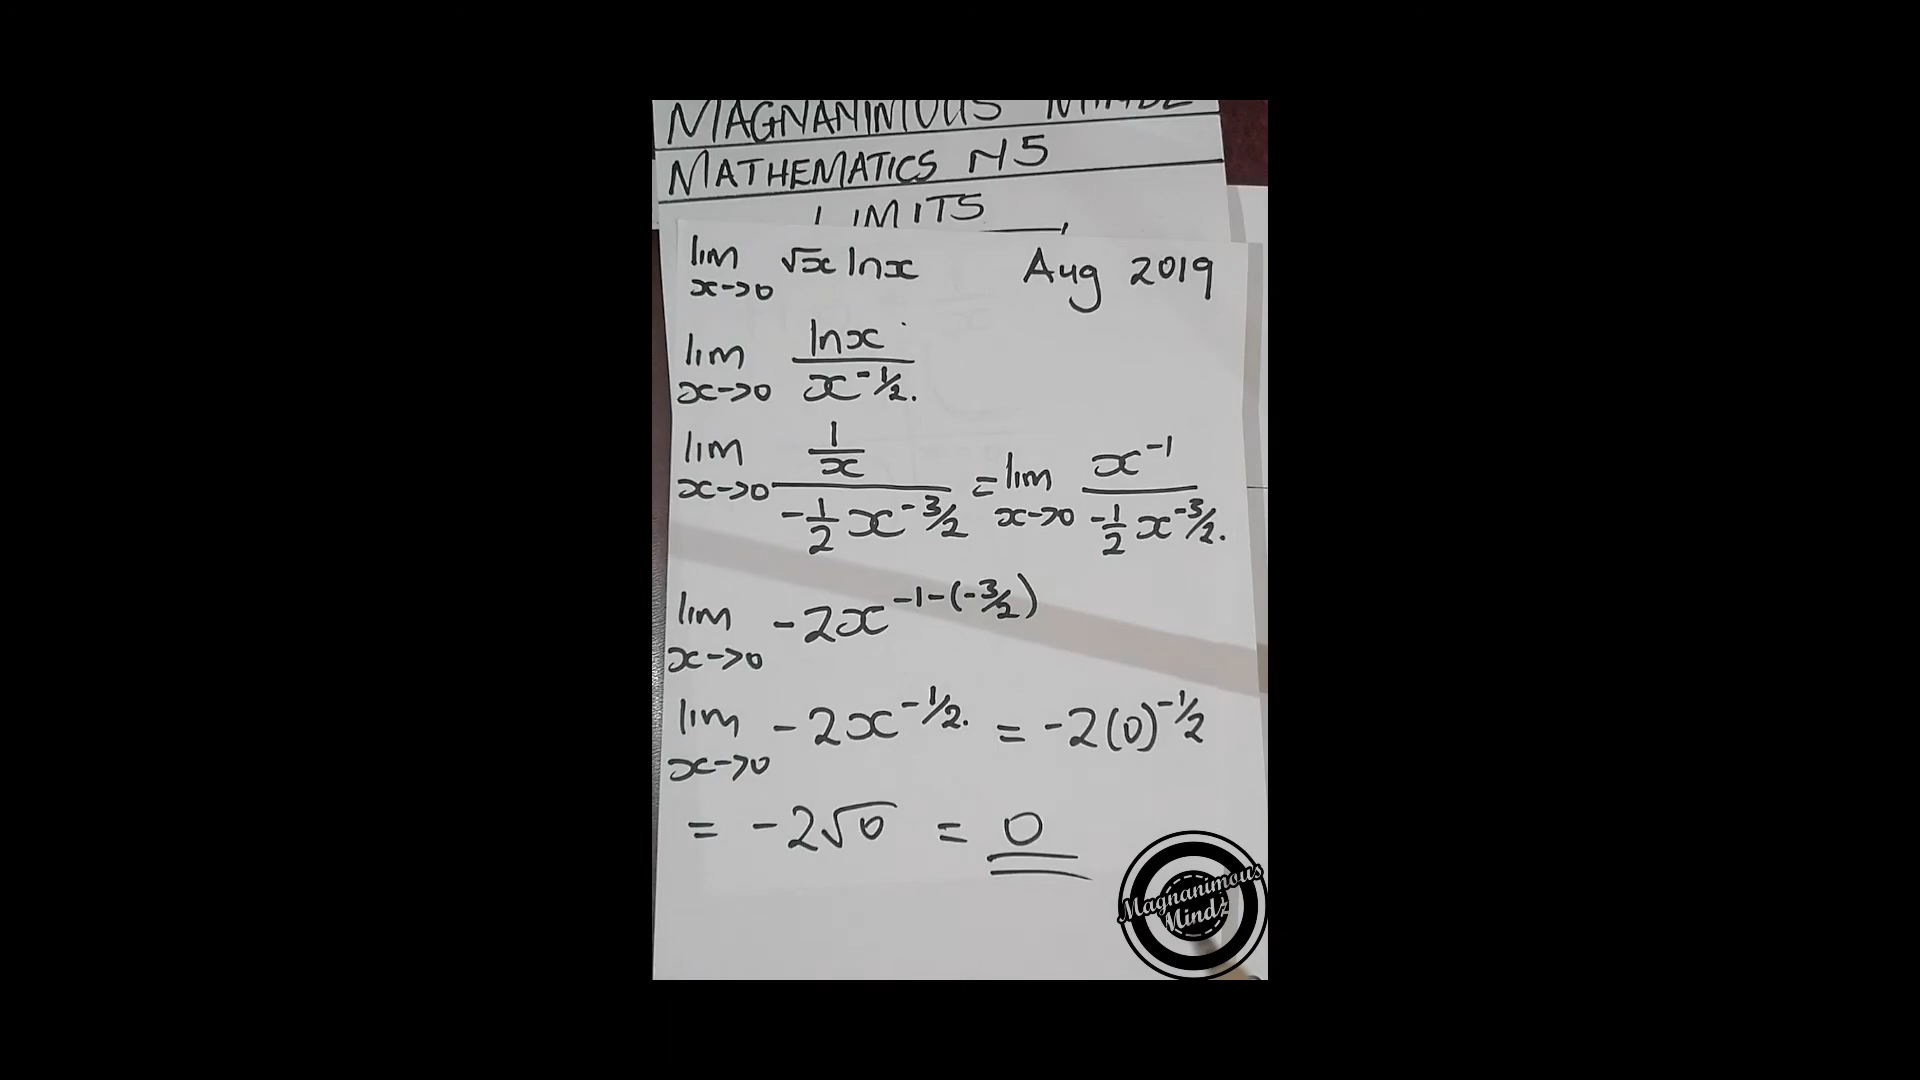 MAGNANIMOUS MINDZ
MATHEMATICS N5
LIMITS
lim x->0 √x lnx Aug 2019
lim x->0 lnx / x^-1/2.
lim x->0 1/x / -1/2 x^-3/2 = lim x->0 x^-1 / -1/2 x^-3/2.
lim x->0 -2x^-1-(-3/2)
lim x->0 -2x^-1/2. = -2(0)^-1/2
= -2√0 = 0
Magnanimous
Mindz